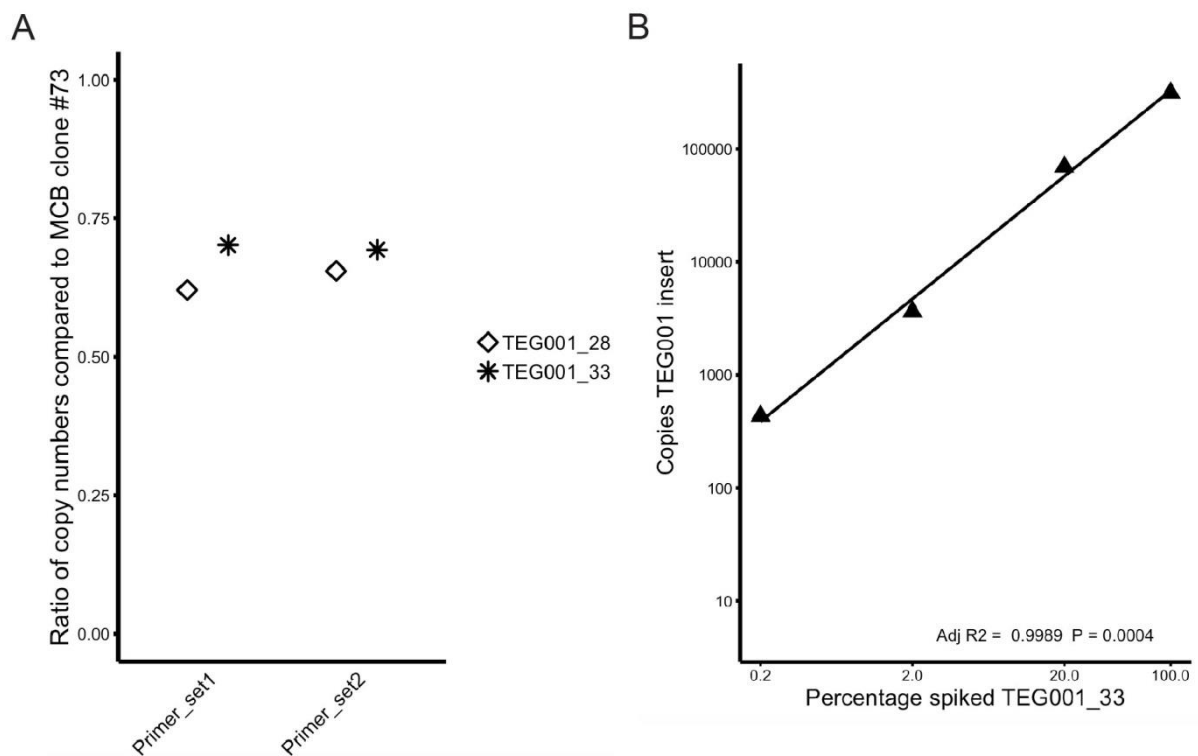 A
Ratio of copy numbers compared to MCB clone #73
1.00
0.75
0.50
0.25
0.00
Primer_set1
Primer_set2
TEG001_28
TEG001_33
B
Copies TEG001 insert
100000
10000
1000
100
10
Adj R2 = 0.9989 P = 0.0004
0.2
2.0
20.0
100.0
Percentage spiked TEG001_33